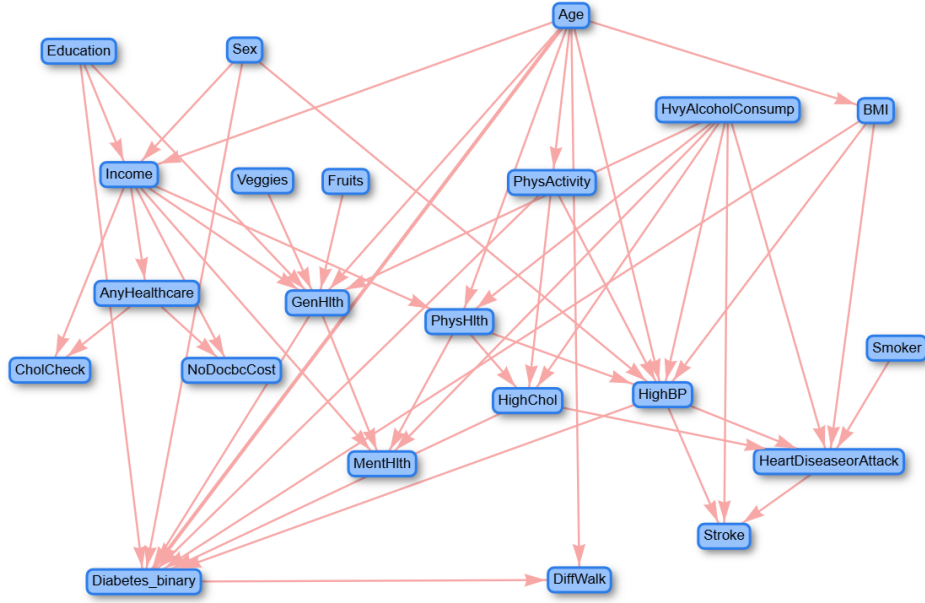 Age
Education
Sex
HvyAlcoholConsump
BMI
Income
Veggies
Fruits
PhysActivity
AnyHealthcare
GenHlth
PhysHlth
Smoker
CholCheck
NoDocbcCost
HighChol
HighBP
MentHlth
HeartDiseaseorAttack
Stroke
Diabetes_binary
DiffWalk